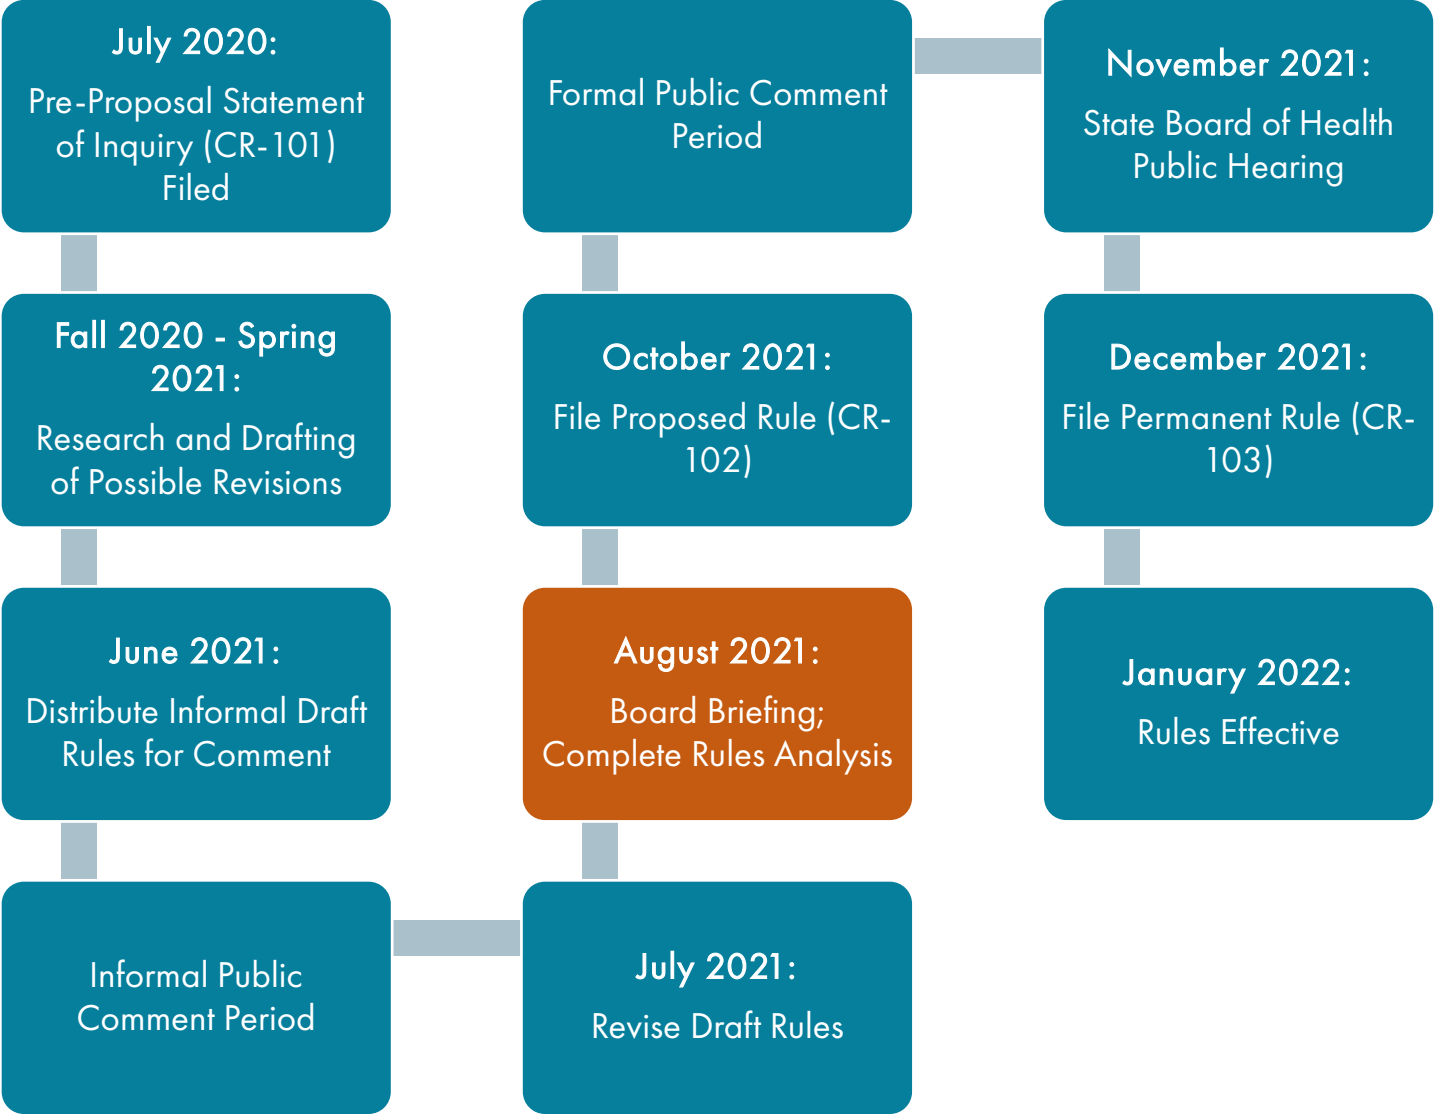 July 2020:
Pre-Proposal Statement
of Inquiry (CR-101)
Filed
Fall 2020 - Spring
2021:
Research and Drafting
of Possible Revisions
June 2021:
Distribute Informal Draft
Rules for Comment
Informal Public
Comment Period
July 2021:
Revise Draft Rules
August 2021:
Board Briefing;
Complete Rules Analysis
October 2021:
File Proposed Rule (CR-
102)
Formal Public Comment
Period
November 2021:
State Board of Health
Public Hearing
December 2021:
File Permanent Rule (CR-
103)
January 2022:
Rules Effective